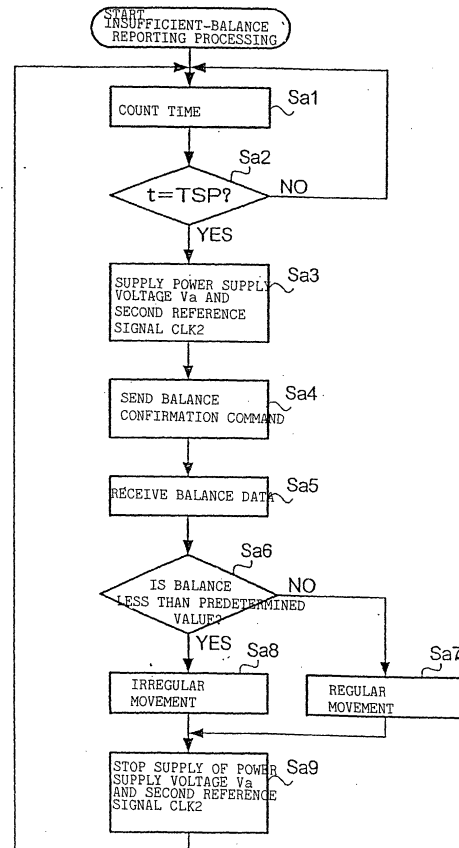 START
INSUFFICIENT-BALANCE
REPORTING PROCESSING
Sa1
COUNT TIME
Sa2
t=TSP?
NO
YES
Sa3
SUPPLY POWER SUPPLY
VOLTAGE Va AND
SECOND REFERENCE
SIGNAL CLK2
Sa4
SEND BALANCE
CONFIRMATION COMMAND
Sa5
RECEIVE BALANCE DATA
Sa6
IS BALANCE
LESS THAN PREDETERMINED
VALUE?
NO
YES
Sa8
IRREGULAR
MOVEMENT
Sa7
REGULAR
MOVEMENT
Sa9
STOP SUPPLY OF POWER
SUPPLY VOLTAGE Va
AND SECOND REFERENCE
SIGNAL CLK2